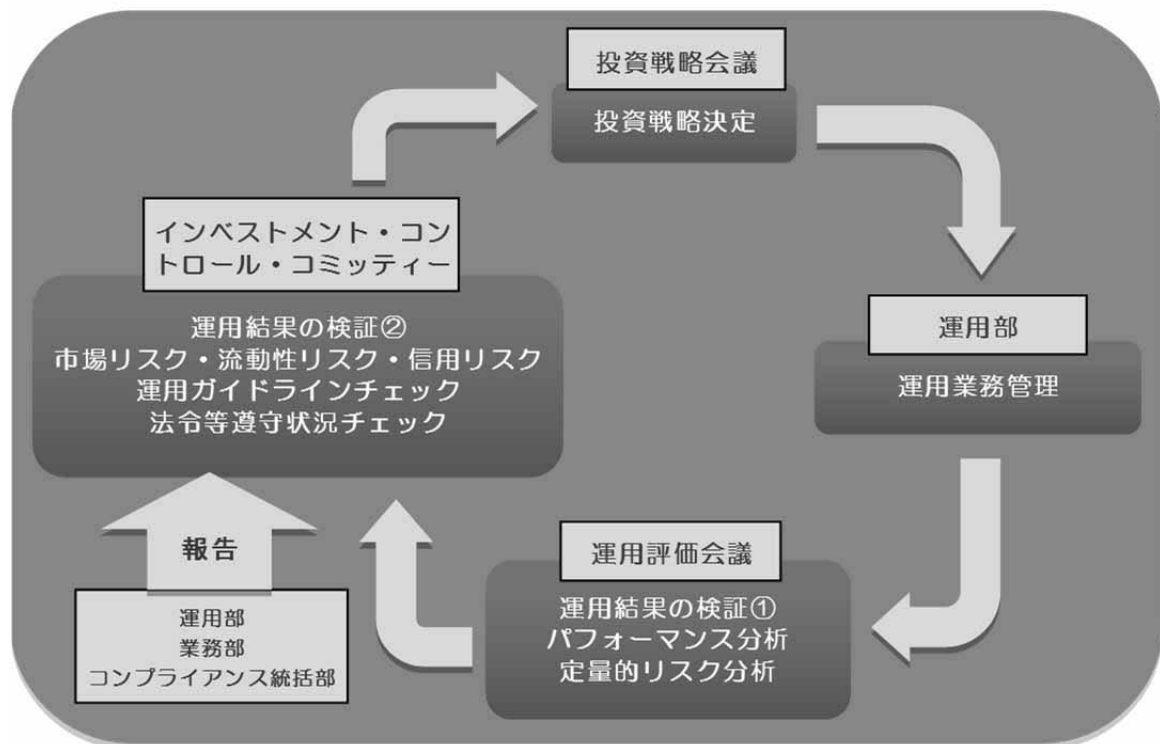 投資戦略会議
投資戦略決定
インベストメント・コン
トロール・コミッティー
運用結果の検証②
市場リスク・流動性リスク・信用リスク
運用ガイドラインチェック
法令等遵守状況チェック
運用部
運用業務管理
報告
運用部
業務部
コンプライアンス統括部
運用評価会議
運用結果の検証①
パフォーマンス分析
定量的リスク分析